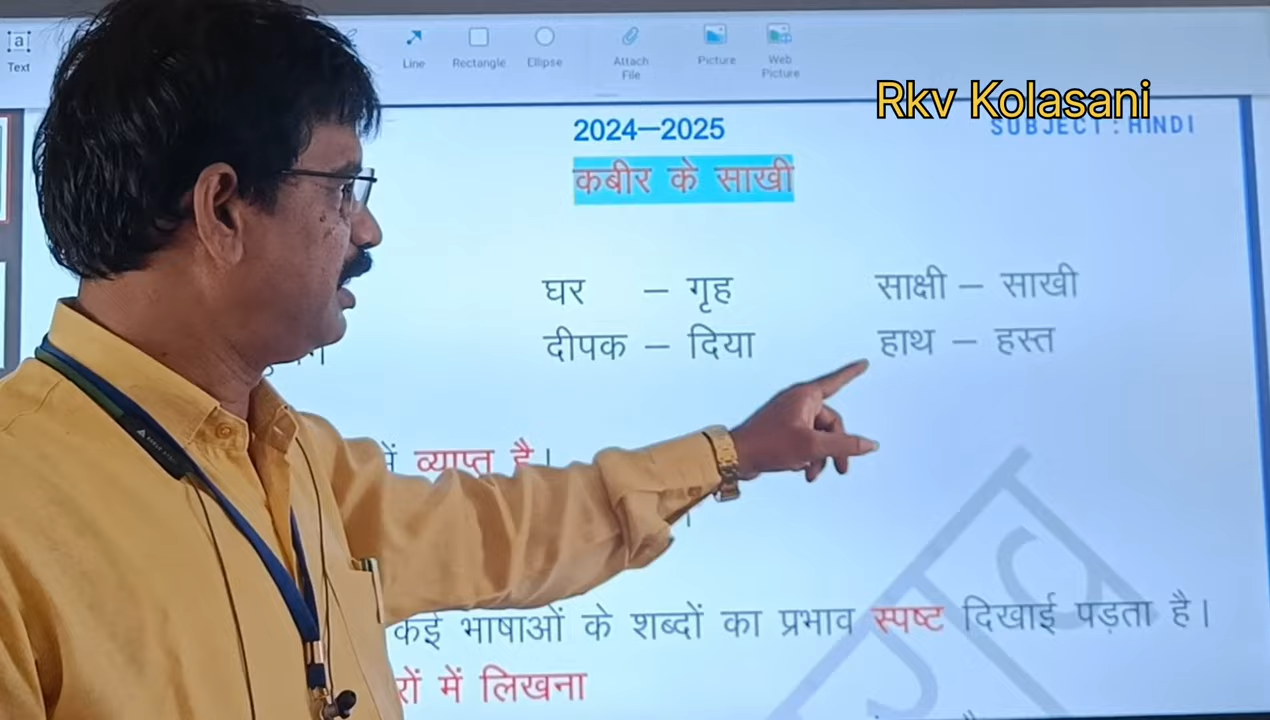 a
Text
Line Rectangle Ellipse Attach File Picture Web Picture
Rkv Kolasani
2024–2025
SUBJECT : HINDI
कबीर के साखी
घर – गृह साक्षी – साखी
दीपक – दिया हाथ – हस्त
में व्याप्त है।
कई भाषाओं के शब्दों का प्रभाव स्पष्ट दिखाई पड़ता है।
में लिखना